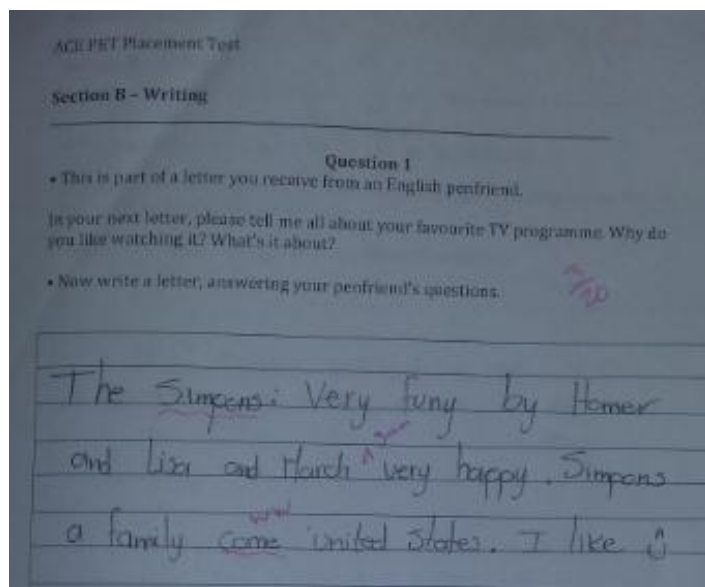 ACE PET Placement Test
Section B – Writing
Question 1
• This is part of a letter you receive from an English penfriend.
In your next letter, please tell me all about your favourite TV programme. Why do
you like watching it? What's it about?
• Now write a letter, answering your penfriend's questions.
/20
The Simpsons: Very funy by Homer
and Lisa and March very happy. Simpons
a family come united States. I like